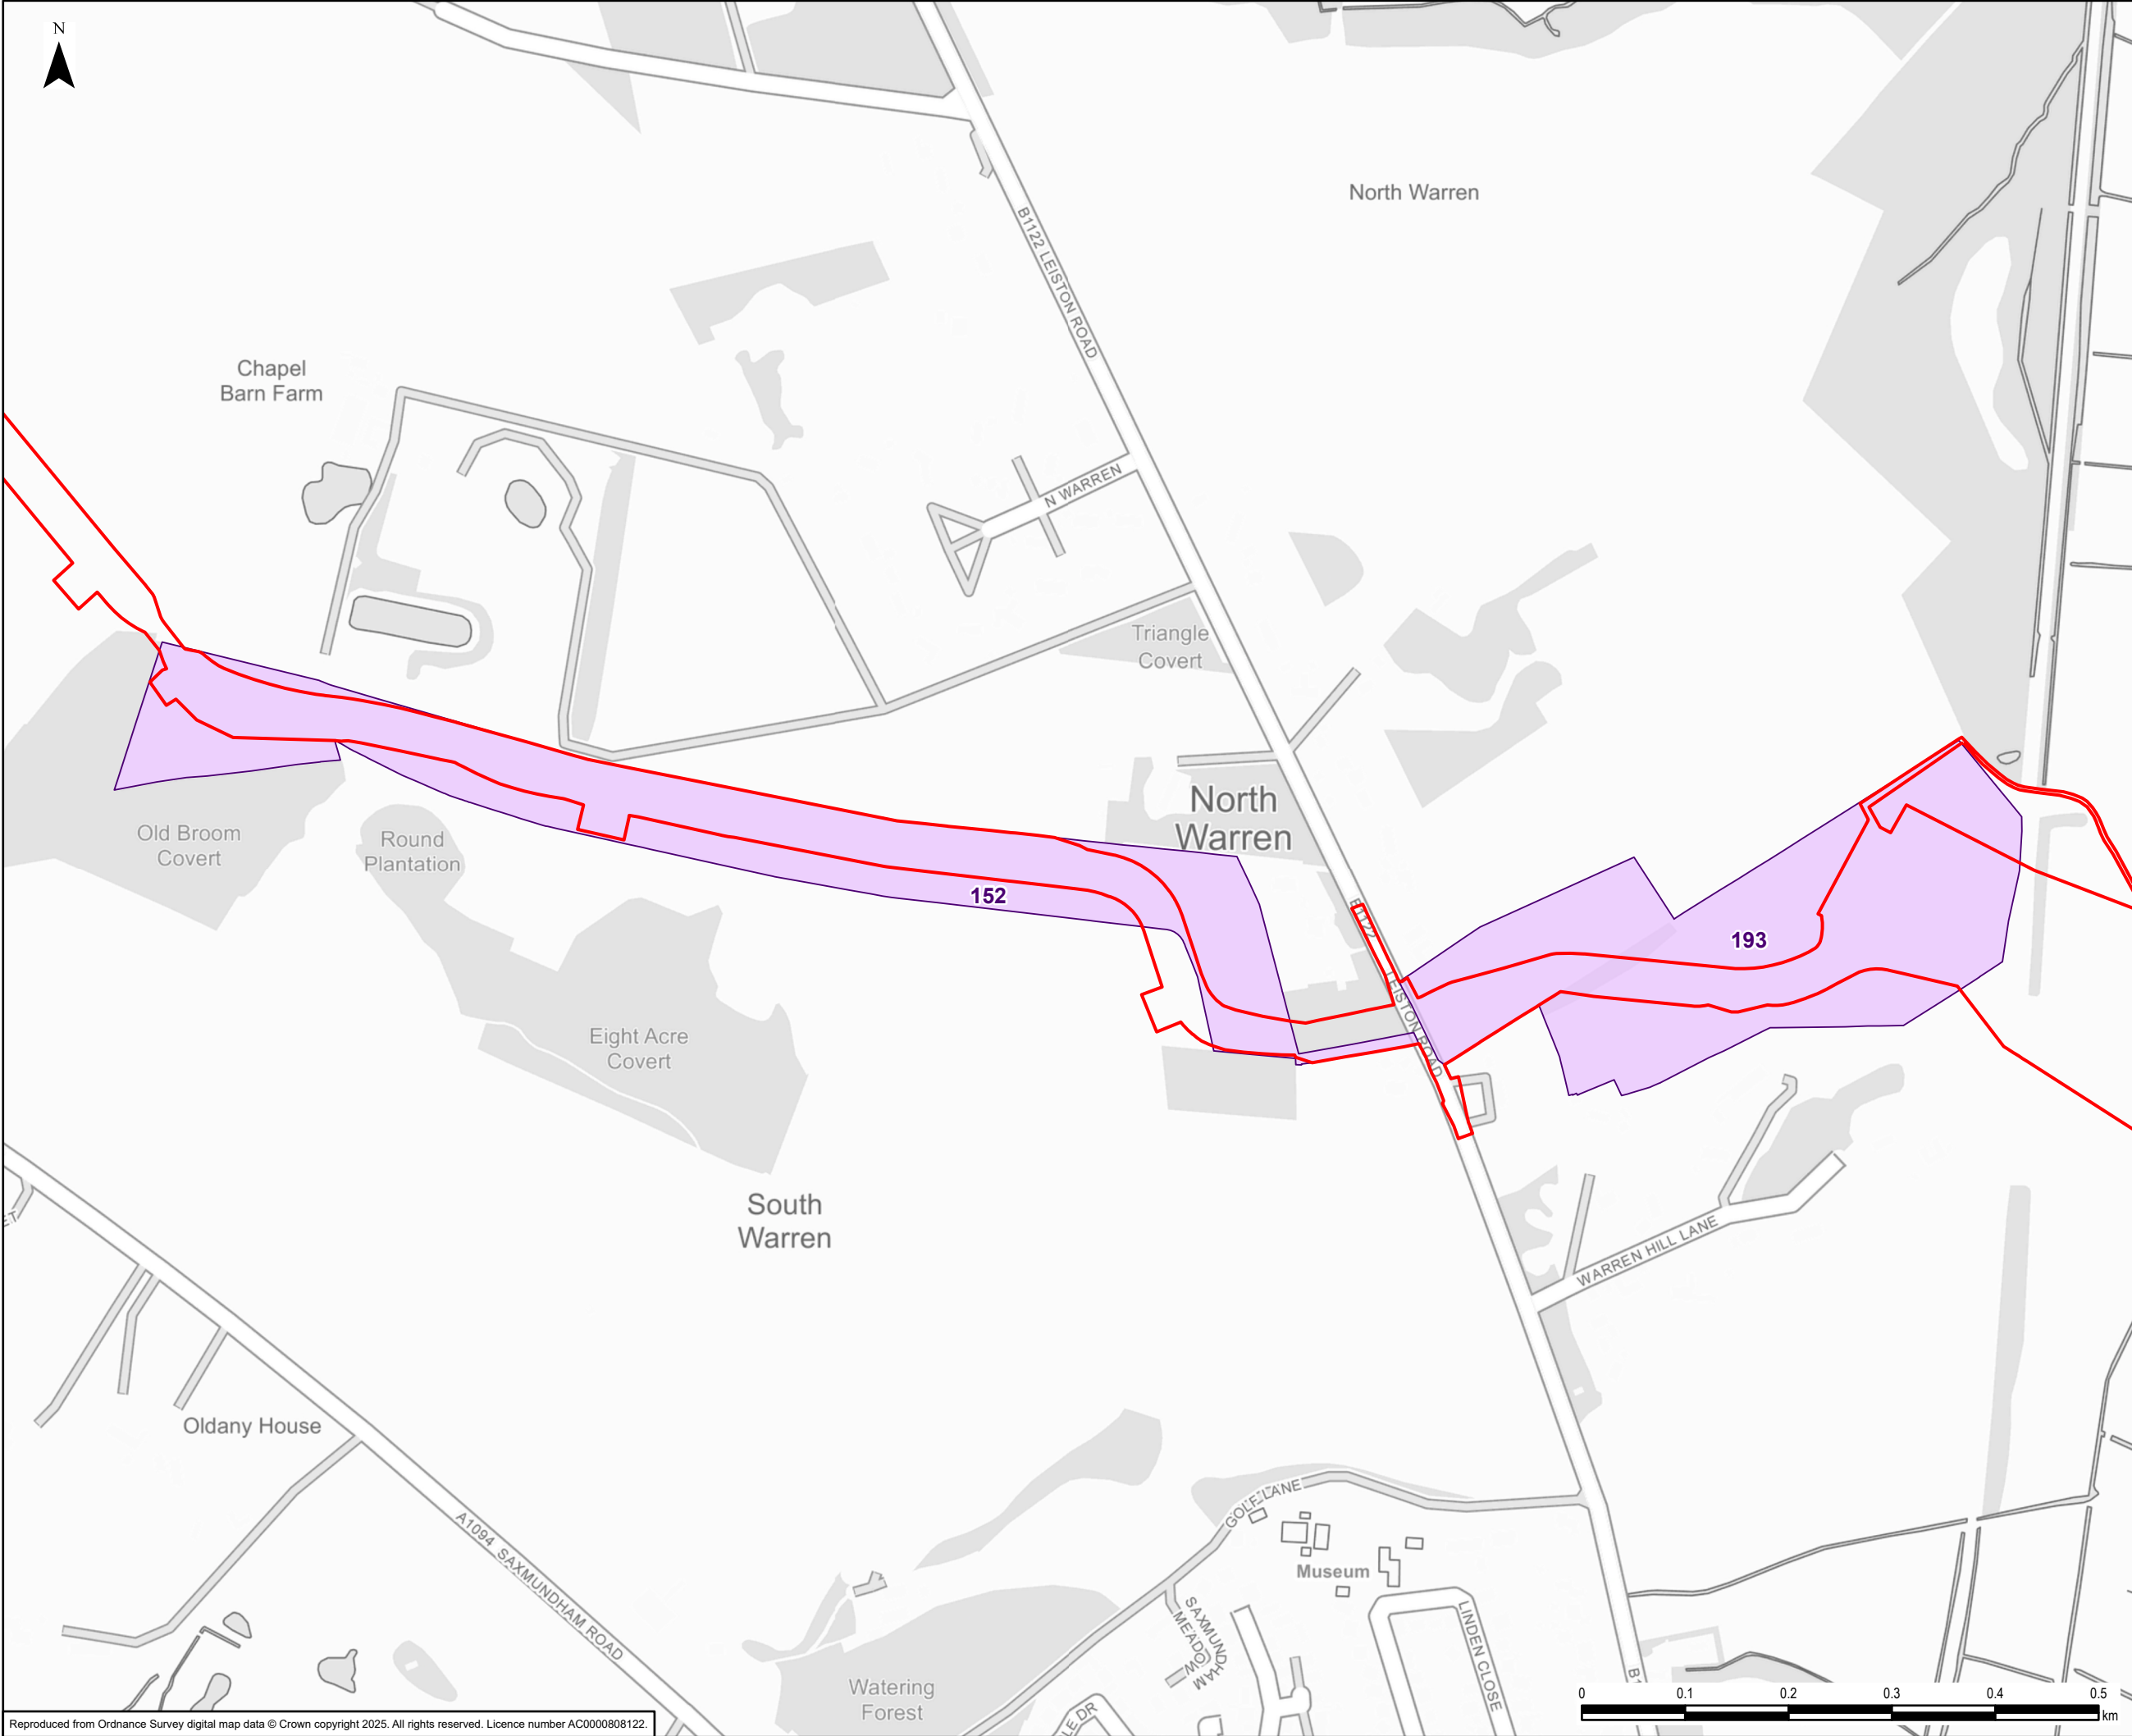 N
North Warren
B1122 LEISTON ROAD
Chapel
Barn Farm
N WARREN
Triangle
Covert
North
Warren
Old Broom
Covert
Round
Plantation
152
B1122
LEISTON ROAD
193
Eight Acre
Covert
South
Warren
WARREN HILL LANE
Oldany House
A1094 SAXMUNDHAM ROAD
GOLF LANE
Museum
SAXMUNDHAM
MEADOW
LINDEN CLOSE
Watering
Forest
0 0.1 0.2 0.3 0.4 0.5
km
Reproduced from Ordnance Survey digital map data © Crown copyright 2025. All rights reserved. Licence number AC0000808122.